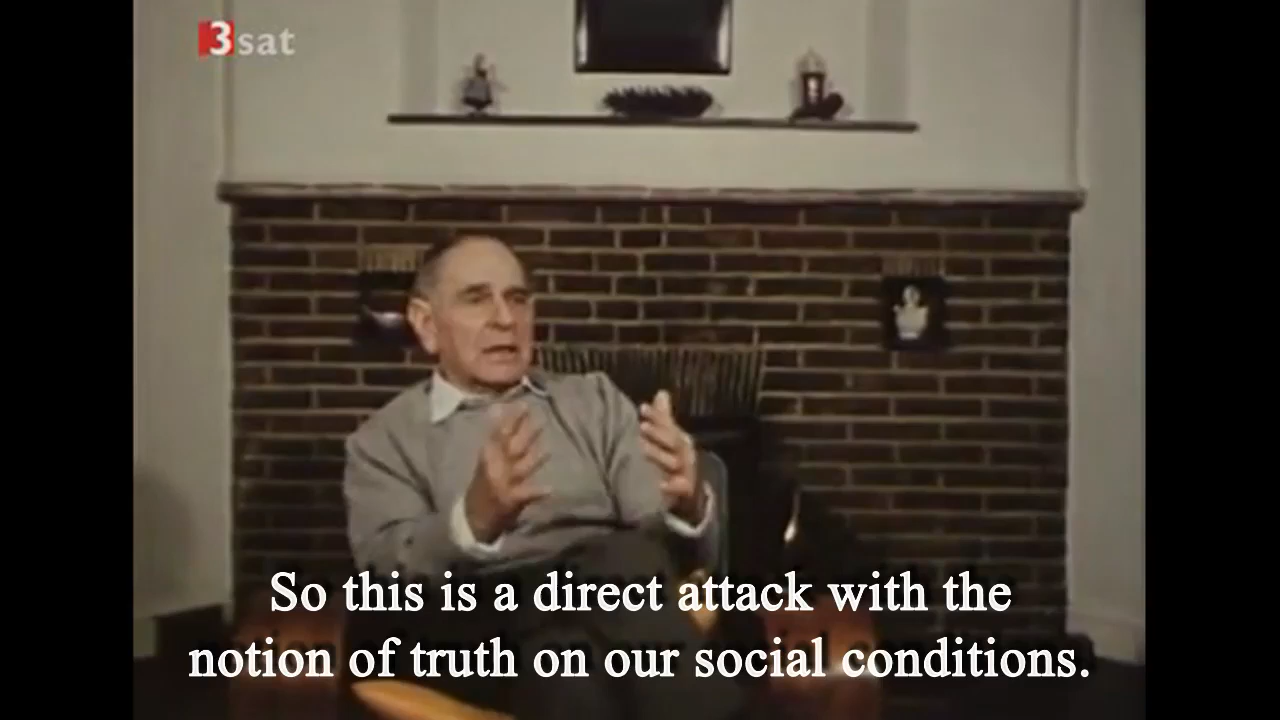 3sat
So this is a direct attack with the
notion of truth on our social conditions.